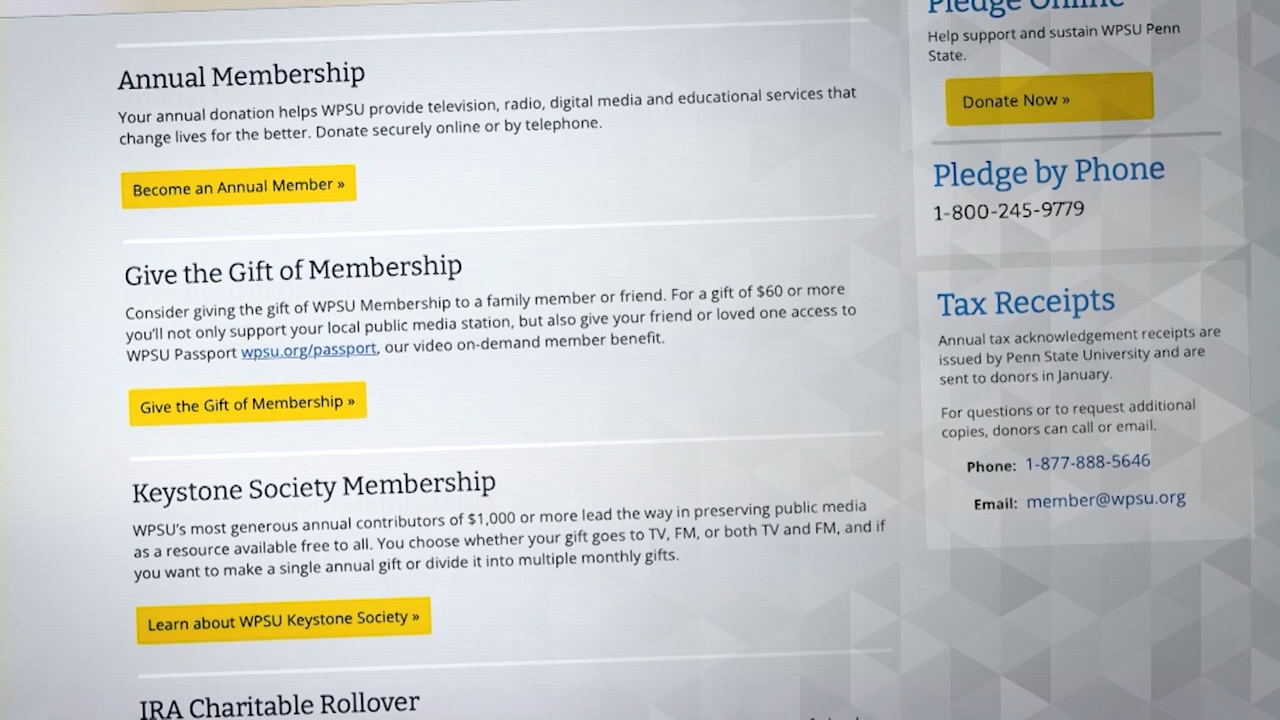 Annual Membership
Your annual donation helps WPSU provide television, radio, digital media and educational services that
change lives for the better. Donate securely online or by telephone.
Become an Annual Member »
Give the Gift of Membership
Consider giving the gift of WPSU Membership to a family member or friend. For a gift of $60 or more
you'll not only support your local public media station, but also give your friend or loved one access to
WPSU Passport wpsu.org/passport, our video on-demand member benefit.
Give the Gift of Membership »
Keystone Society Membership
WPSU's most generous annual contributors of $1,000 or more lead the way in preserving public media
as a resource available free to all. You choose whether your gift goes to TV, FM, or both TV and FM, and if
you want to make a single annual gift or divide it into multiple monthly gifts.
Learn about WPSU Keystone Society »
IRA Charitable Rollover
Pledge Online
Help support and sustain WPSU Penn
State.
Donate Now »
Pledge by Phone
1-800-245-9779
Tax Receipts
Annual tax acknowledgement receipts are
issued by Penn State University and are
sent to donors in January.
For questions or to request additional
copies, donors can call or email.
Phone: 1-877-888-5646
Email: member@wpsu.org